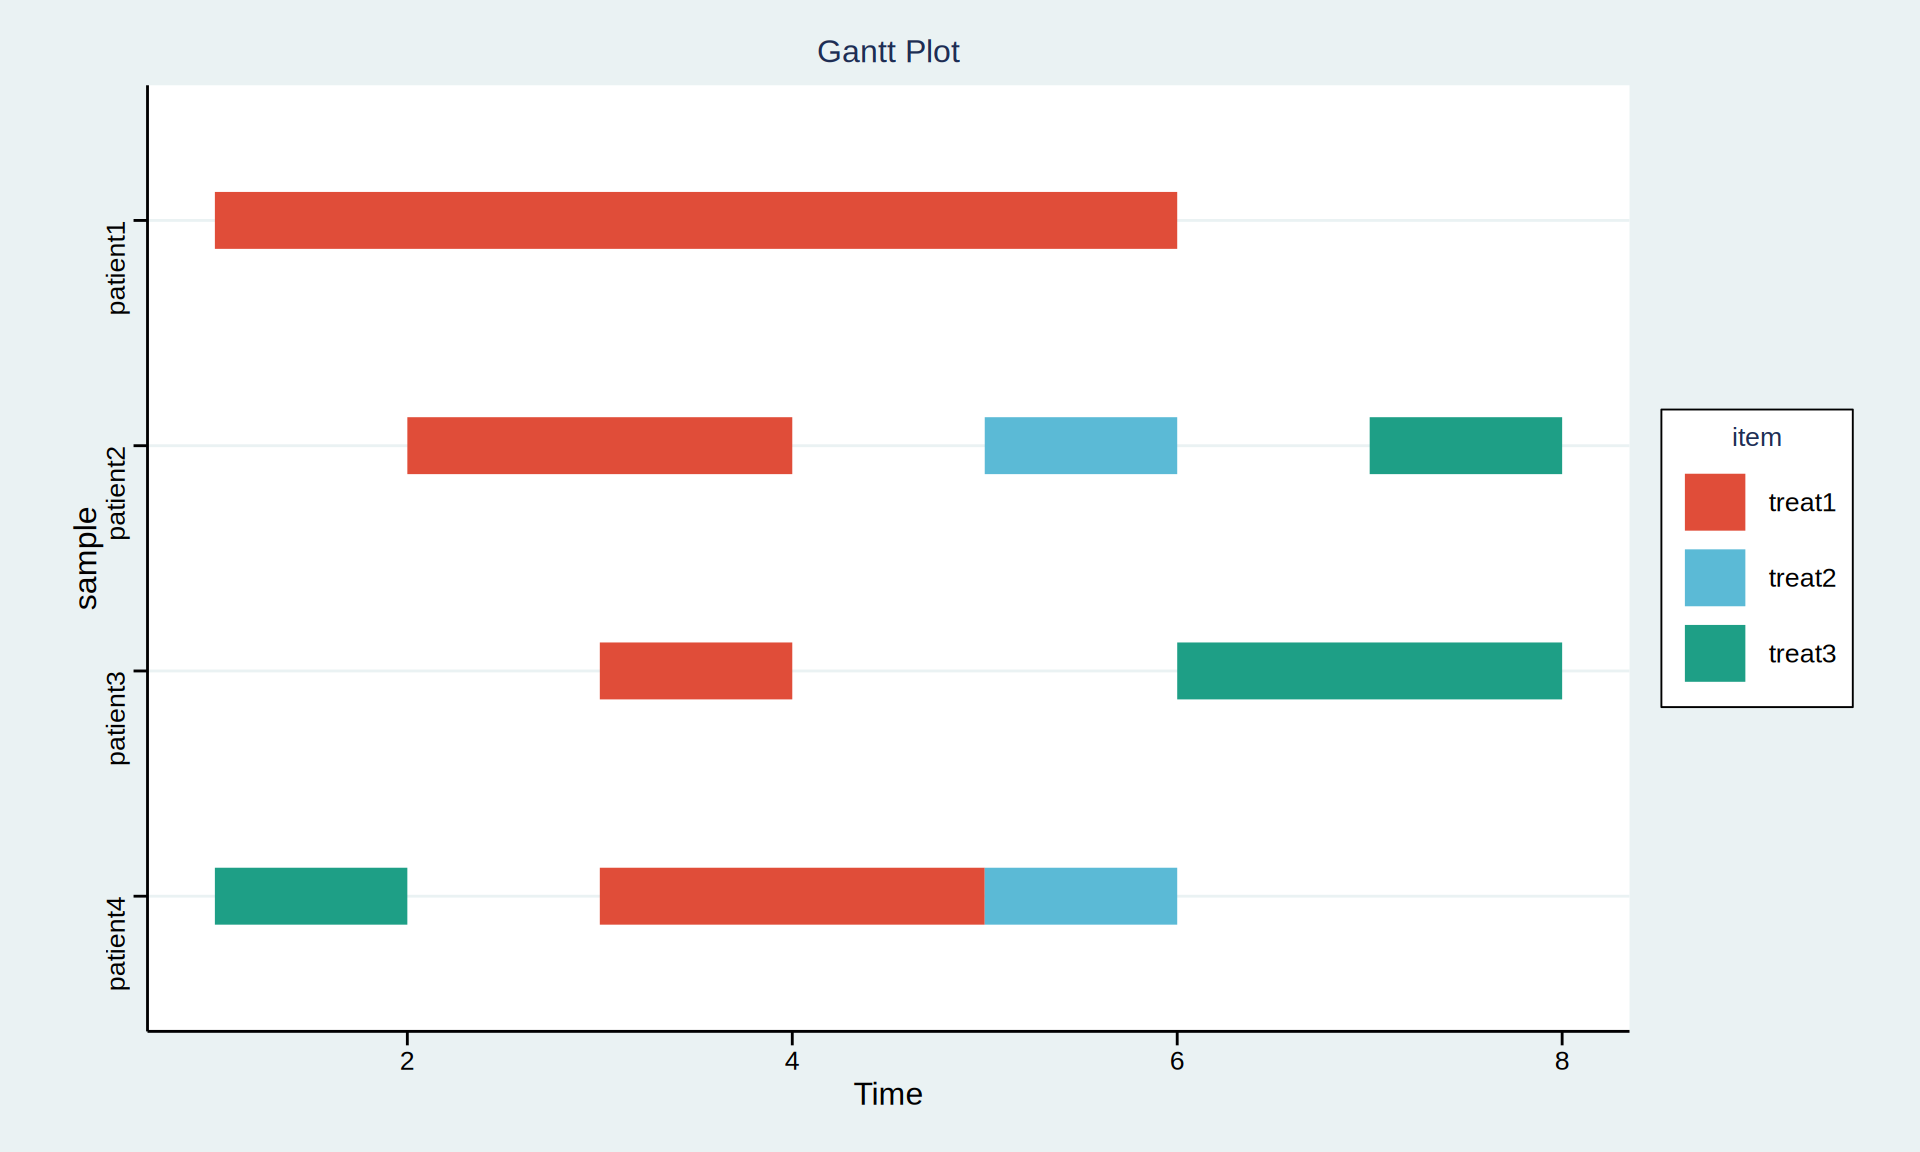 Gantt Plot
sample
patient1
patient2
patient3
patient4
2 4 6 8
Time
item
treat1
treat2
treat3